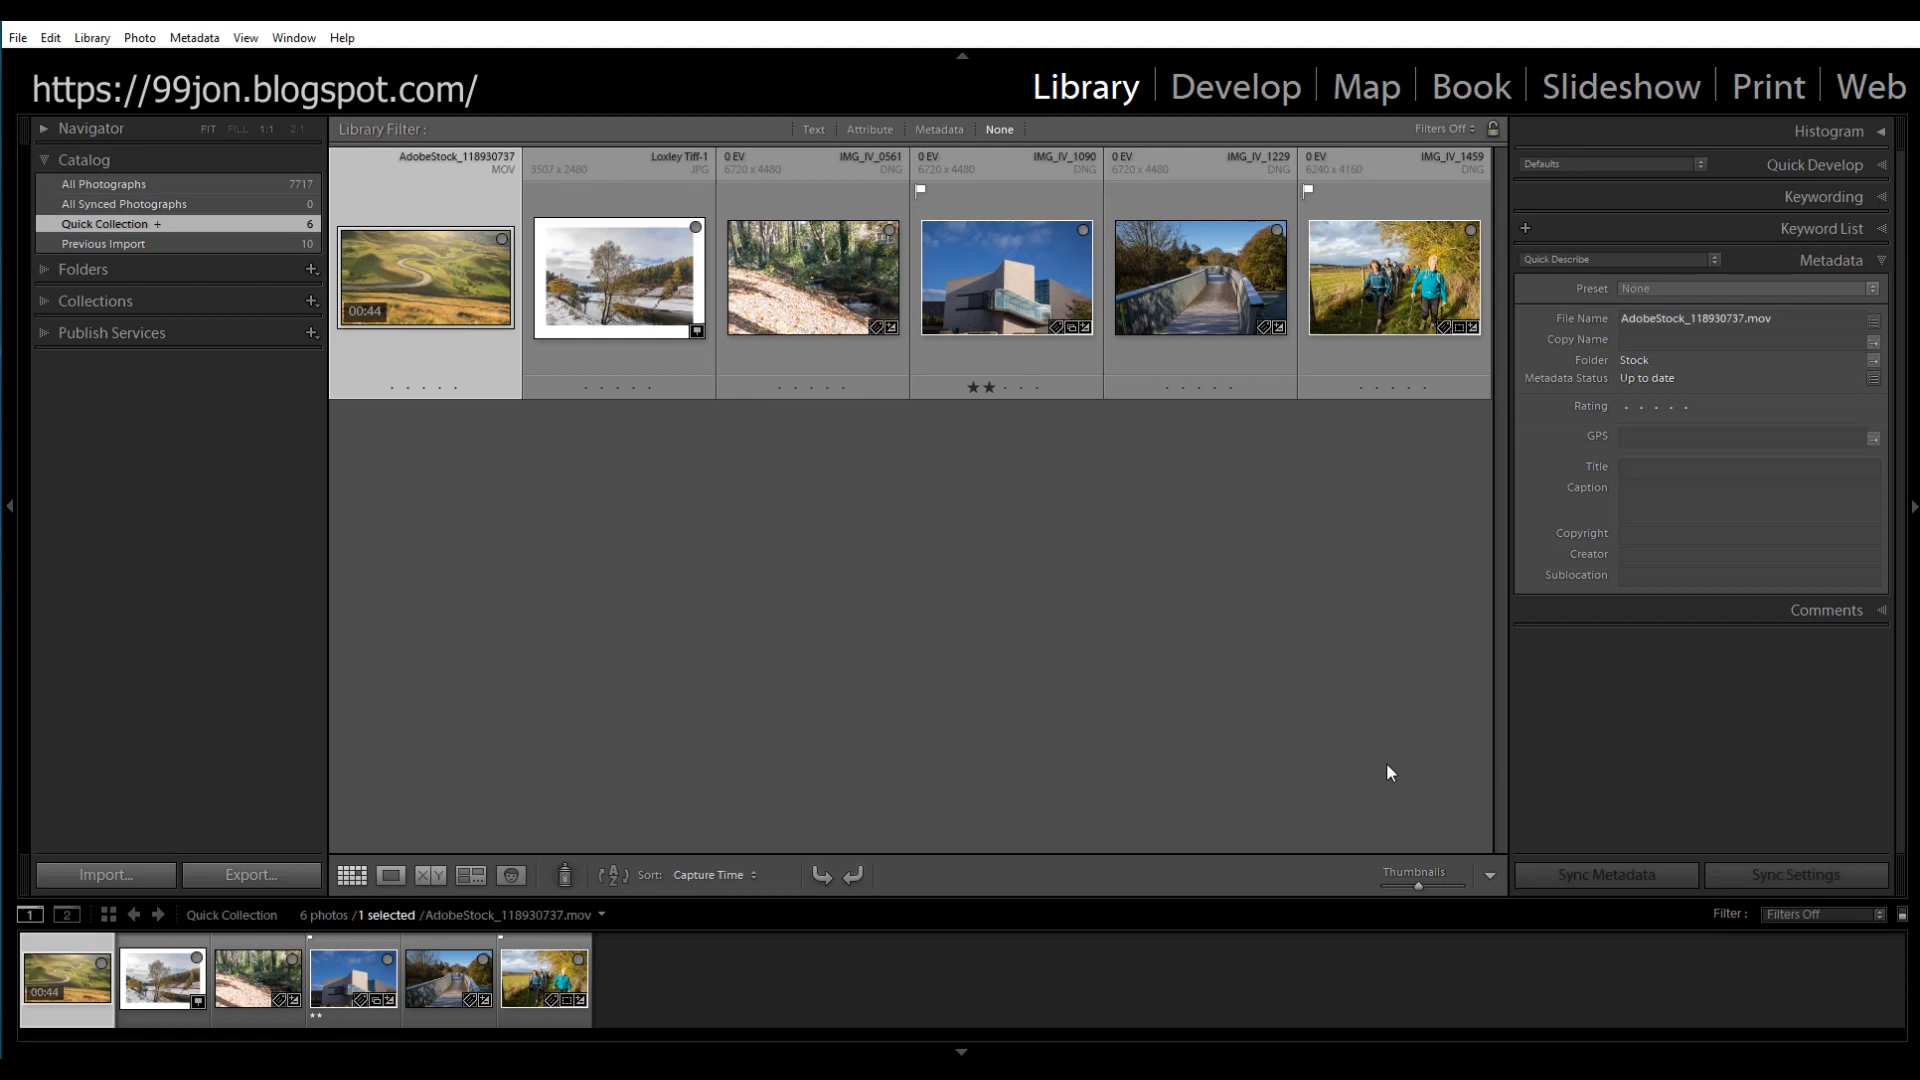 File Edit Library Photo Metadata View Window Help
https://99jon.blogspot.com/
Library Develop Map Book Slideshow Print Web
Navigator FIT FILL 1:1 2:1
Catalog
All Photographs 7717
All Synced Photographs 0
Quick Collection + 6
Previous Import 10
Folders +
Collections +
Publish Services +
Import... Export...
Library Filter : Text Attribute Metadata None Filters Off
AdobeStock_118930737
MOV
00:44
Loxley Tiff-1
3507 x 2480 JPG
0 EV IMG_IV_0561
6720 x 4480 DNG
0 EV IMG_IV_1090
6720 x 4480 DNG
0 EV IMG_IV_1229
6720 x 4480 DNG
0 EV IMG_IV_1459
6240 x 4160 DNG
Histogram
Defaults Quick Develop
Keywording
+ Keyword List
Quick Describe Metadata
Preset None
File Name AdobeStock_118930737.mov
Copy Name
Folder Stock
Metadata Status Up to date
Rating
GPS
Title
Caption
Copyright
Creator
Sublocation
Comments
Sync Metadata Sync Settings
XY Sort: Capture Time Thumbnails
1 2 Quick Collection 6 photos / 1 selected / AdobeStock_118930737.mov Filter : Filters Off
00:44